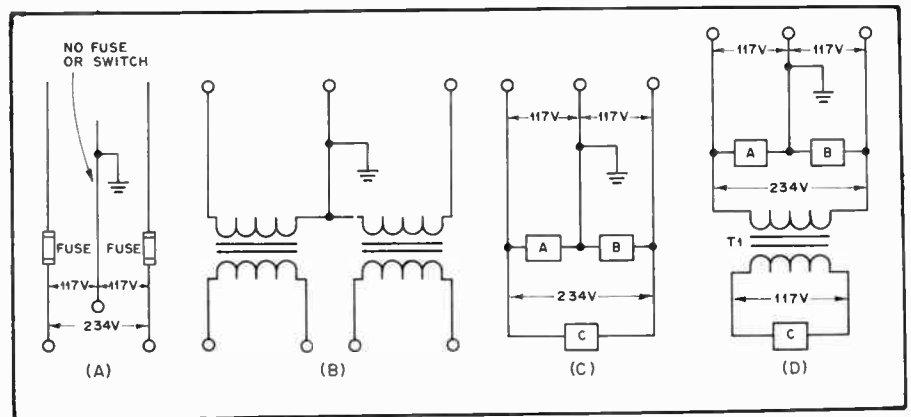 NO FUSE
OR SWITCH
FUSE FUSE
117V 117V
234V
(A)
(B)
117V 117V
A B
234V
C
(C)
117V 117V
A B
234V
T1
117V
C
(D)